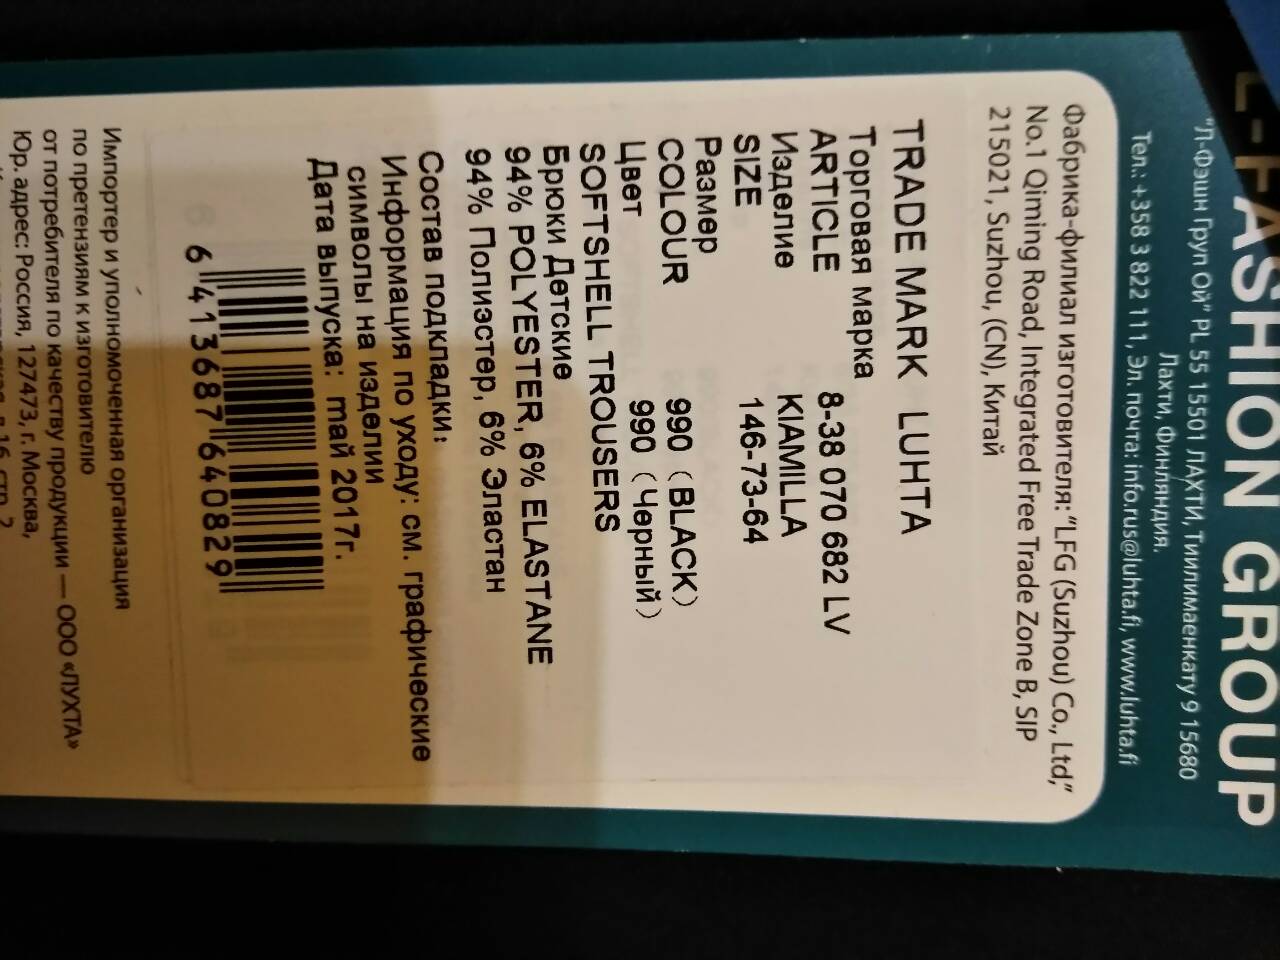 L-FASHION GROUP
"Л-Фэшн Груп Ой" PL 55 15501 ЛАХТИ, Тиилимаенкату 9 15680
Лахти, Финляндия.
Тел.: +358 3 822 111, Эл. почта: info.rus@luhta.fi, www.luhta.fi
Фабрика-филиал изготовителя: "LFG (Suzhou) Co., Ltd,"
No.1 Qiming Road, Integrated Free Trade Zone B, SIP
215021, Suzhou, (CN), Китай
TRADE MARK LUHTA
Торговая марка
ARTICLE 8-38 070 682 LV
Изделие KIAMILLA
SIZE 146-73-64
Размер
COLOUR 990 (BLACK)
Цвет 990 (Черный)
SOFTSHELL TROUSERS
Брюки Детские
94% POLYESTER, 6% ELASTANE
94% Полиэстер, 6% Эластан
Состав подкладки:
Информация по уходу: см. графические
символы на изделии
Дата выпуска: май 2017г.
6 413687 640829
Импортер и уполномоченная организация
по претензиям к изготовителю
от потребителя по качеству продукции — ООО «ЛУХТА»
Юр. адрес: Россия, 127473, г. Москва,